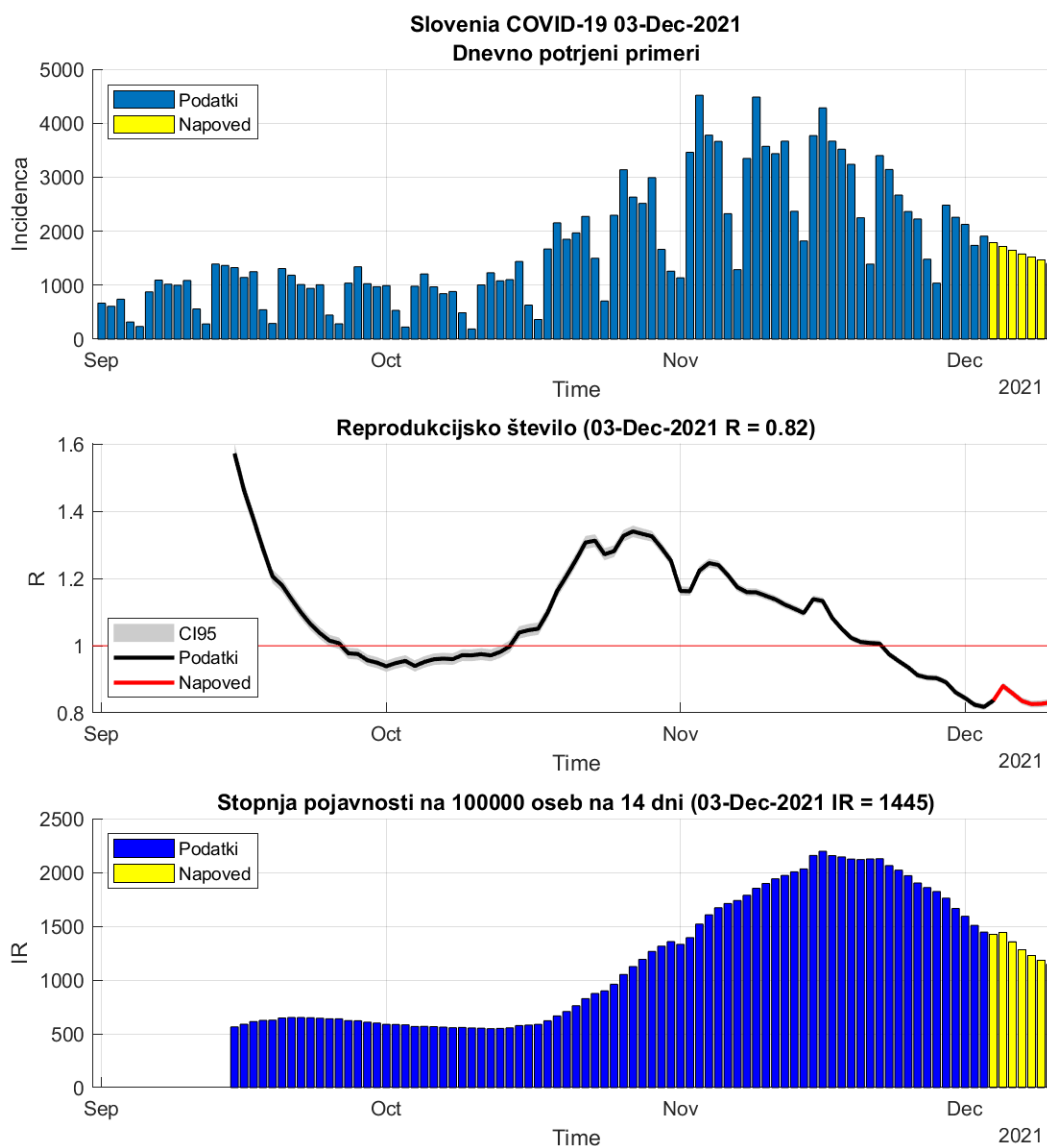 Slovenia COVID-19 03-Dec-2021
Dnevno potrjeni primeri
5000
4000
3000
2000
1000
0
Incidenca
Podatki
Napoved
Sep
Oct
Nov
Dec
Time
2021
Reprodukcijsko število (03-Dec-2021 R = 0.82)
1.6
1.4
1.2
1
0.8
R
CI95
Podatki
Napoved
Sep
Oct
Nov
Dec
Time
2021
Stopnja pojavnosti na 100000 oseb na 14 dni (03-Dec-2021 IR = 1445)
2500
2000
1500
1000
500
0
IR
Podatki
Napoved
Sep
Oct
Nov
Dec
Time
2021